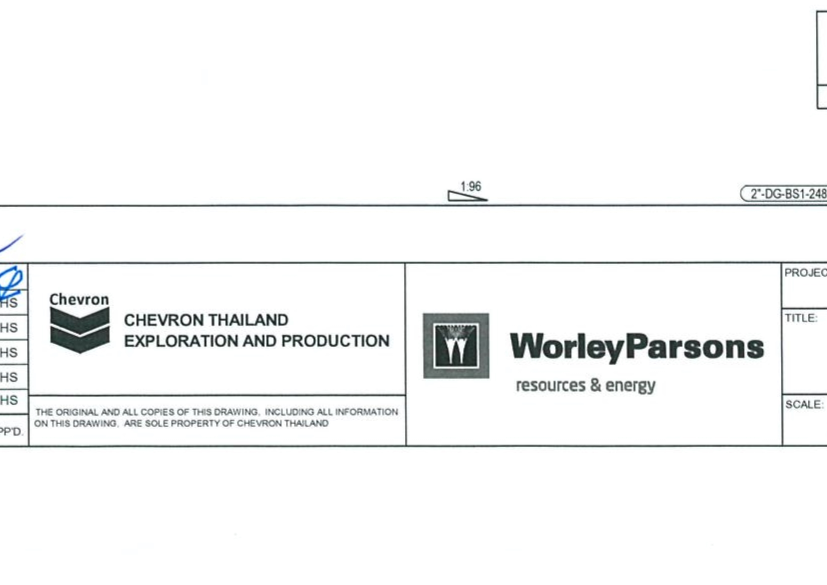 1:96
2"-DG-BS1-248
PROJEC
HS
Chevron
CHEVRON THAILAND
EXPLORATION AND PRODUCTION
HS
HS
HS
HS
PP'D.
THE ORIGINAL AND ALL COPIES OF THIS DRAWING, INCLUDING ALL INFORMATION
ON THIS DRAWING, ARE SOLE PROPERTY OF CHEVRON THAILAND
WorleyParsons
resources & energy
TITLE:
SCALE: